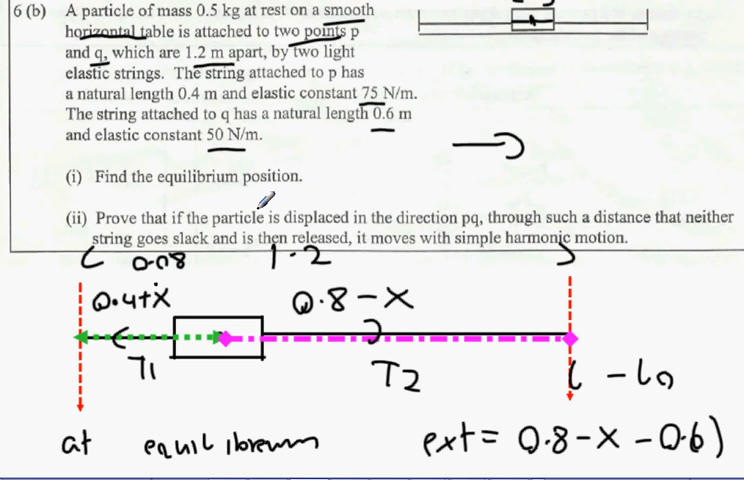 6 (b) A particle of mass 0.5 kg at rest on a smooth
horizontal table is attached to two points p
and q, which are 1.2 m apart, by two light
elastic strings. The string attached to p has
a natural length 0.4 m and elastic constant 75 N/m.
The string attached to q has a natural length 0.6 m
and elastic constant 50 N/m.
(i) Find the equilibrium position.
(ii) Prove that if the particle is displaced in the direction pq, through such a distance that neither
string goes slack and is then released, it moves with simple harmonic motion.
0.08 1.2
0.4+x 0.8-x
T1 T2 l - lo
at equilibreum ext = 0.8-x-0.6)